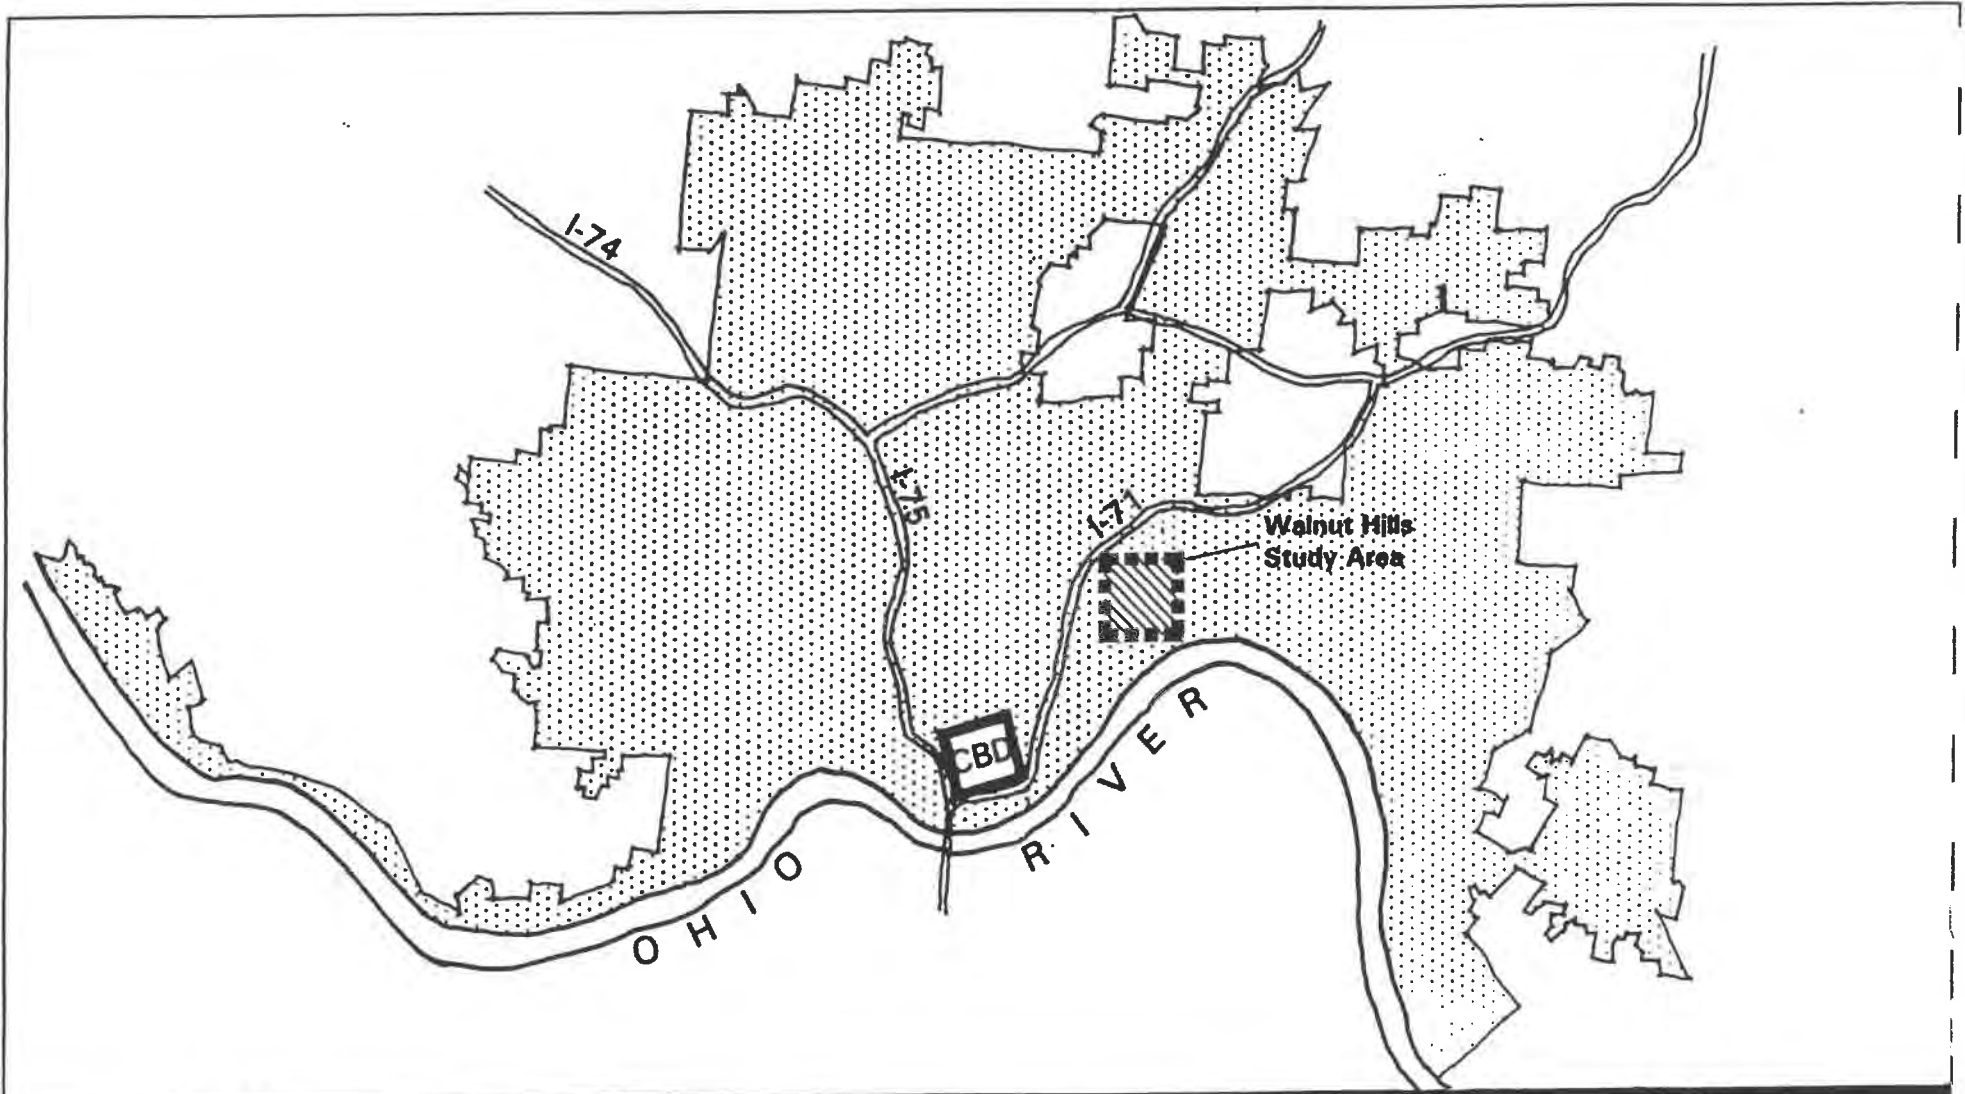 I-74
I-75
I-71
Walnut Hills
Study Area
CBD
OHIO RIVER